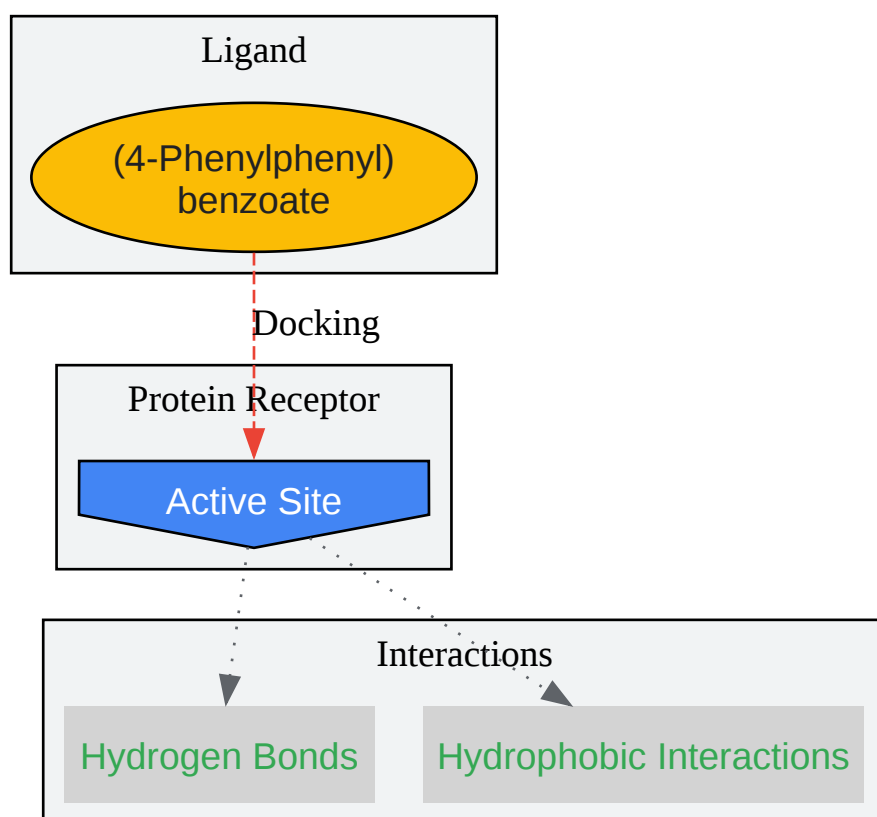 Ligand
(4-Phenylphenyl)
benzoate
Docking
Protein Receptor
Active Site
Interactions
Hydrogen Bonds
Hydrophobic Interactions